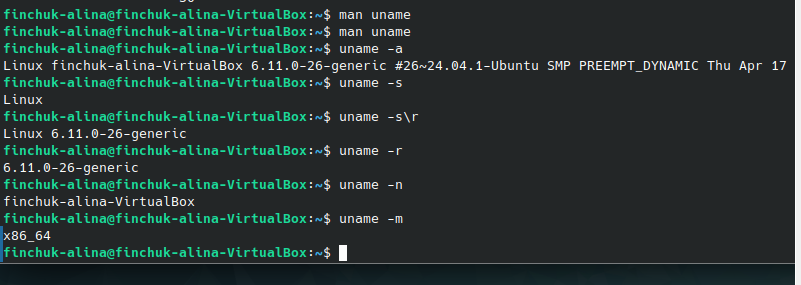 finchuk-alina@finchuk-alina-VirtualBox:~$ man uname
finchuk-alina@finchuk-alina-VirtualBox:~$ man uname
finchuk-alina@finchuk-alina-VirtualBox:~$ uname -a
Linux finchuk-alina-VirtualBox 6.11.0-26-generic #26~24.04.1-Ubuntu SMP PREEMPT_DYNAMIC Thu Apr 17
finchuk-alina@finchuk-alina-VirtualBox:~$ uname -s
Linux
finchuk-alina@finchuk-alina-VirtualBox:~$ uname -s\r
Linux 6.11.0-26-generic
finchuk-alina@finchuk-alina-VirtualBox:~$ uname -r
6.11.0-26-generic
finchuk-alina@finchuk-alina-VirtualBox:~$ uname -n
finchuk-alina-VirtualBox
finchuk-alina@finchuk-alina-VirtualBox:~$ uname -m
x86_64
finchuk-alina@finchuk-alina-VirtualBox:~$